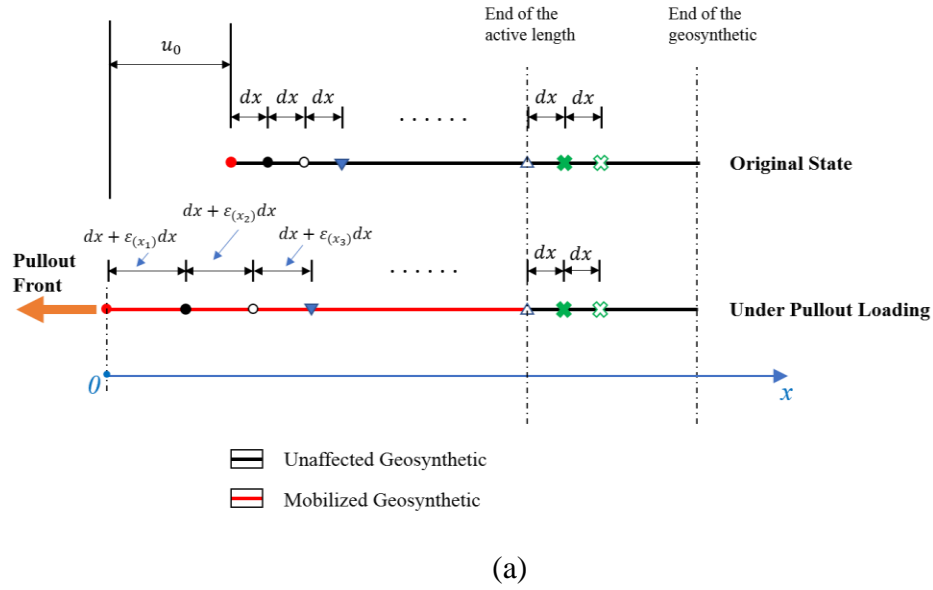 End of the
active length
End of the
geosynthetic
u₀
dx dx dx
. . . . . .
dx dx
Original State
dx + ε₍ₓ₁₎dx
dx + ε₍ₓ₂₎dx
dx + ε₍ₓ₃₎dx
. . . . . .
dx dx
Pullout
Front
Under Pullout Loading
0
x
Unaffected Geosynthetic
Mobilized Geosynthetic
(a)